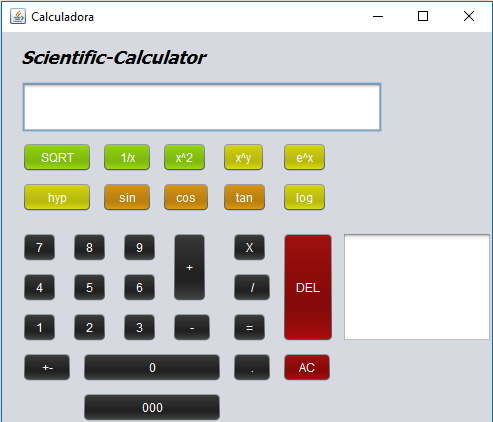 Calculadora
Scientific-Calculator
SQRT 1/x x^2 x^y e^x
hyp sin cos tan log
7 8 9 + X DEL
4 5 6 /
1 2 3 - =
+- 0 . AC
000